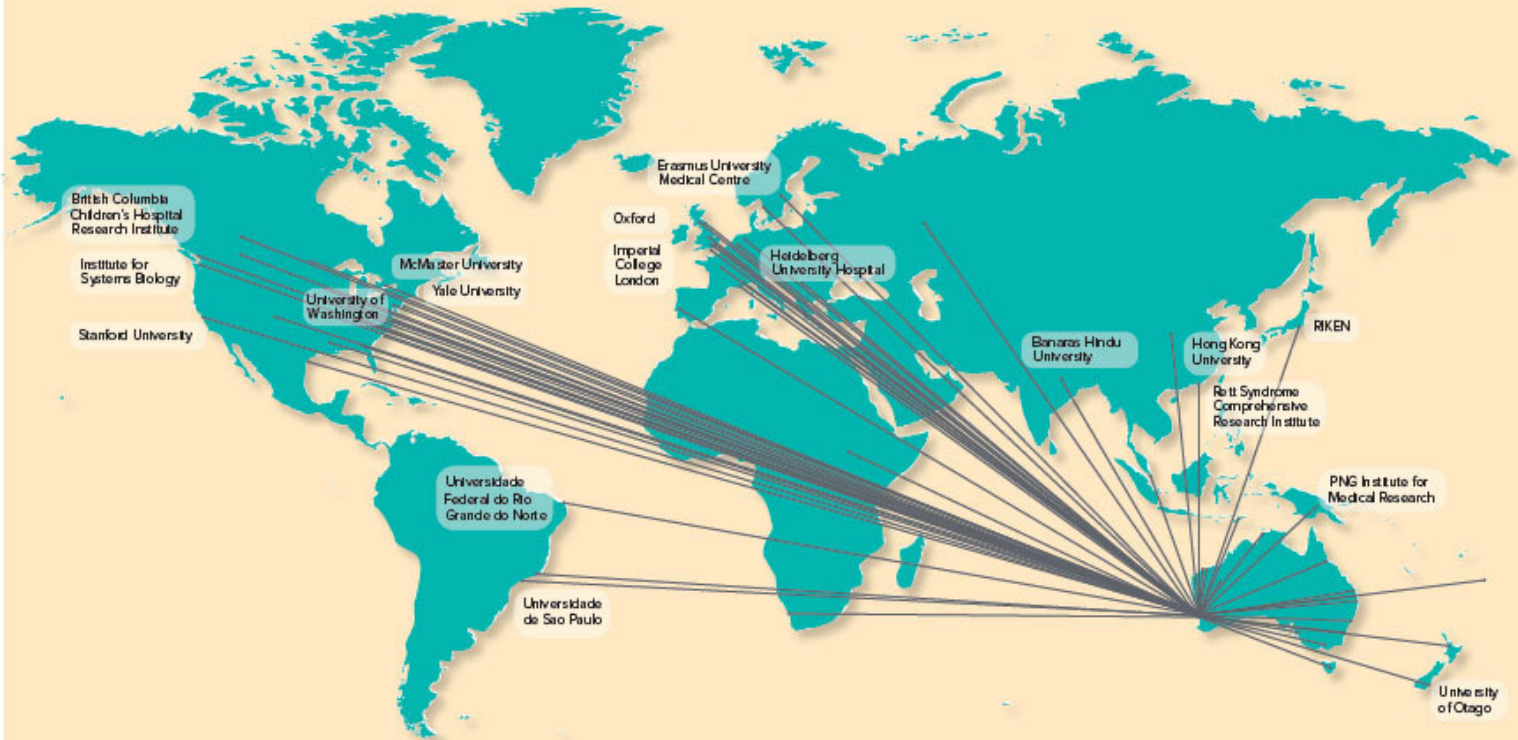 Erasmus University
Medical Centre
British Columbia
Children's Hospital
Research Institute
Oxford
Imperial
College
London
McMaster University
Heidelberg
University Hospital
Institute for
Systems Biology
Yale University
University of
Washington
Stanford University
RIKEN
Banaras Hindu
University
Hong Kong
University
Rett Syndrome
Comprehensive
Research Institute
Universidade
Federal do Rio
Grande do Norte
PNG Institute for
Medical Research
Universidade
de Sao Paulo
University
of Otago